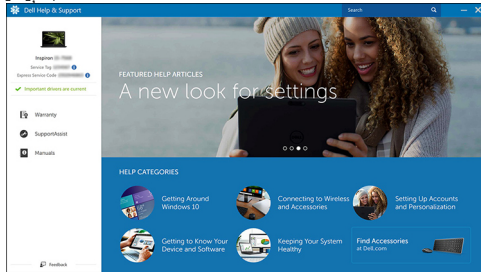 Dell Help & Support
Search
Inspiron
Service Tag
Express Service Code
Important drivers are current
Warranty
SupportAssist
Manuals
Feedback
FEATURED HELP ARTICLES
A new look for settings
HELP CATEGORIES
Getting Around
Windows 10
Connecting to Wireless
and Accessories
Setting Up Accounts
and Personalization
Getting to Know Your
Device and Software
Keeping Your System
Healthy
Find Accessories
at Dell.com